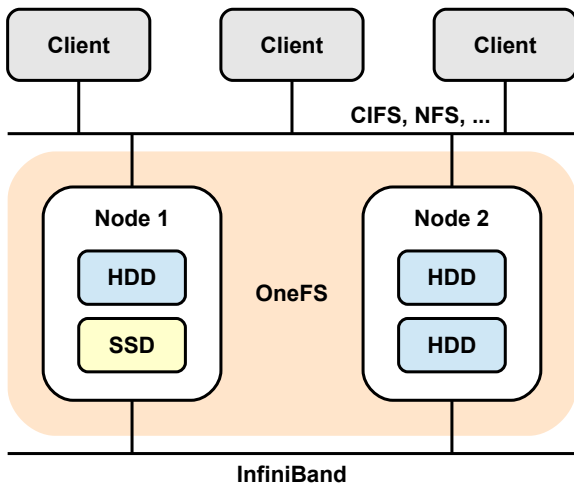 Client
Client
Client
CIFS, NFS, ...
Node 1
HDD
SSD
OneFS
Node 2
HDD
HDD
InfiniBand